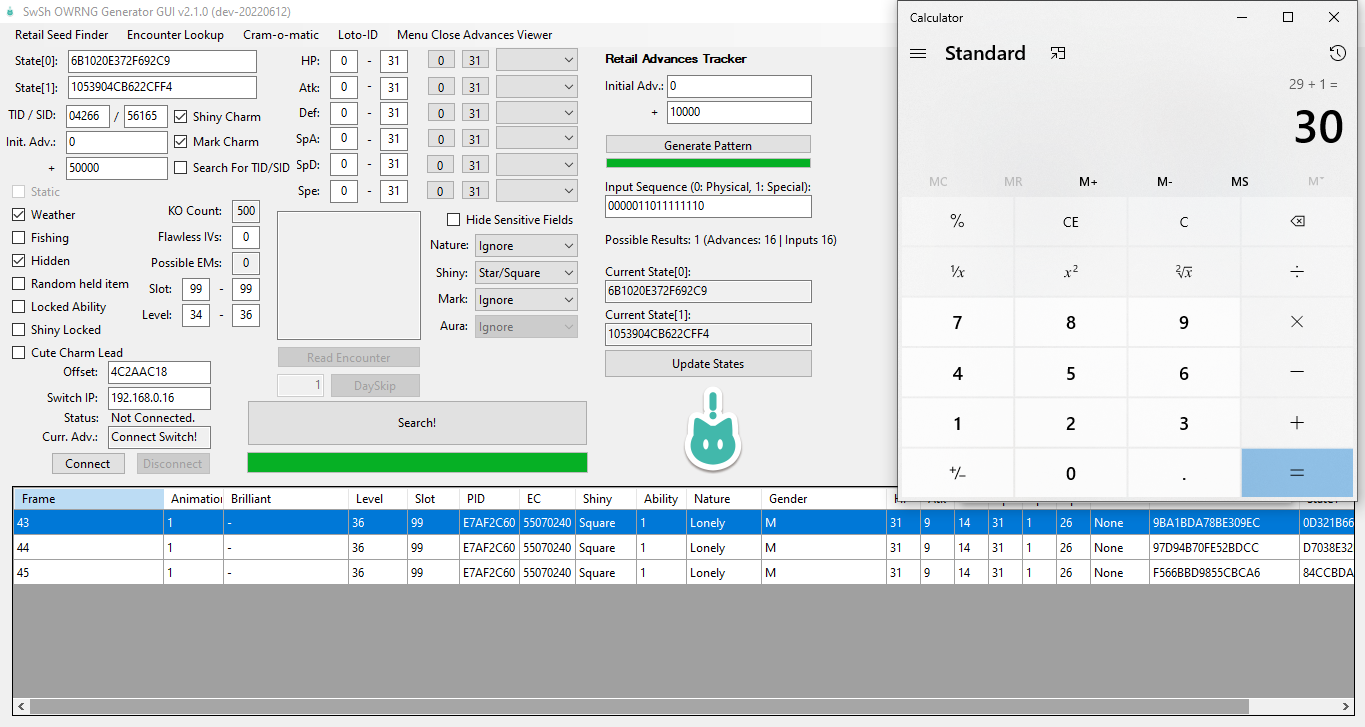 SwSh OWRNG Generator GUI v2.1.0 (dev-20220612)
Retail Seed Finder Encounter Lookup Cram-o-matic Loto-ID Menu Close Advances Viewer
State[0]: 6B1020E372F692C9
State[1]: 1053904CB622CFF4
TID / SID: 04266 / 56165 Shiny Charm
Init. Adv.: 0 Mark Charm
+ 50000 Search For TID/SID
Static
Weather
Fishing
Hidden
Random held item
Locked Ability
Shiny Locked
Cute Charm Lead
KO Count: 500
Flawless IVs: 0
Possible EMs: 0
Slot: 99 - 99
Level: 34 - 36
Offset: 4C2AAC18
Switch IP: 192.168.0.16
Status: Not Connected.
Curr. Adv.: Connect Switch!
Connect Disconnect
HP: 0 - 31 0 31
Atk: 0 - 31 0 31
Def: 0 - 31 0 31
SpA: 0 - 31 0 31
SpD: 0 - 31 0 31
Spe: 0 - 31 0 31
Hide Sensitive Fields
Nature: Ignore
Shiny: Star/Square
Mark: Ignore
Aura: Ignore
Read Encounter
1 DaySkip
Search!
Retail Advances Tracker
Initial Adv.: 0
+ 10000
Generate Pattern
Input Sequence (0: Physical, 1: Special):
0000011011111110
Possible Results: 1 (Advances: 16 | Inputs 16)
Current State[0]:
6B1020E372F692C9
Current State[1]:
1053904CB622CFF4
Update States
Calculator
Standard
29 + 1 =
30
MC MR M+ M- MS M˅
% CE C
¹/x x² ²√x ÷
7 8 9 ×
4 5 6 −
1 2 3 +
+/− 0 . =
Frame Animation Brilliant Level Slot PID EC Shiny Ability Nature Gender
43 1 - 36 99 E7AF2C60 55070240 Square 1 Lonely M 31 9 14 31 1 26 None 9BA1BDA78BE309EC 0D321B66
44 1 - 36 99 E7AF2C60 55070240 Square 1 Lonely M 31 9 14 31 1 26 None 97D94B70FE52BDCC D7038E32
45 1 - 36 99 E7AF2C60 55070240 Square 1 Lonely M 31 9 14 31 1 26 None F566BBD9855CBCA6 84CCBDA